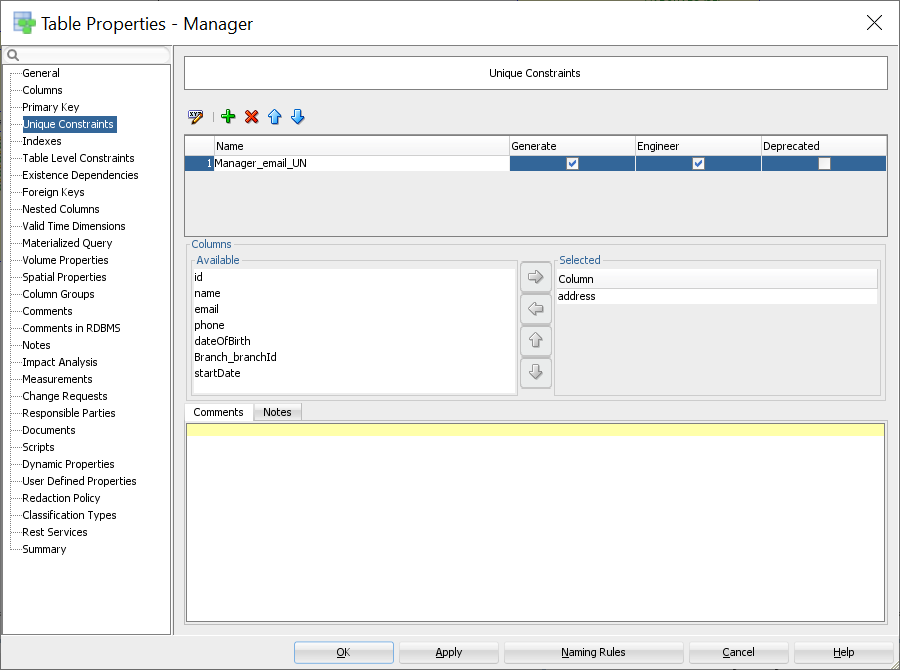 Table Properties - Manager
General
Columns
Primary Key
Unique Constraints
Indexes
Table Level Constraints
Existence Dependencies
Foreign Keys
Nested Columns
Valid Time Dimensions
Materialized Query
Volume Properties
Spatial Properties
Column Groups
Comments
Comments in RDBMS
Notes
Impact Analysis
Measurements
Change Requests
Responsible Parties
Documents
Scripts
Dynamic Properties
User Defined Properties
Redaction Policy
Classification Types
Rest Services
Summary
Unique Constraints
Name Generate Engineer Deprecated
1 Manager_email_UN
Columns
Available
id
name
email
phone
dateOfBirth
Branch_branchId
startDate
Selected
Column
address
Comments Notes
OK Apply Naming Rules Cancel Help